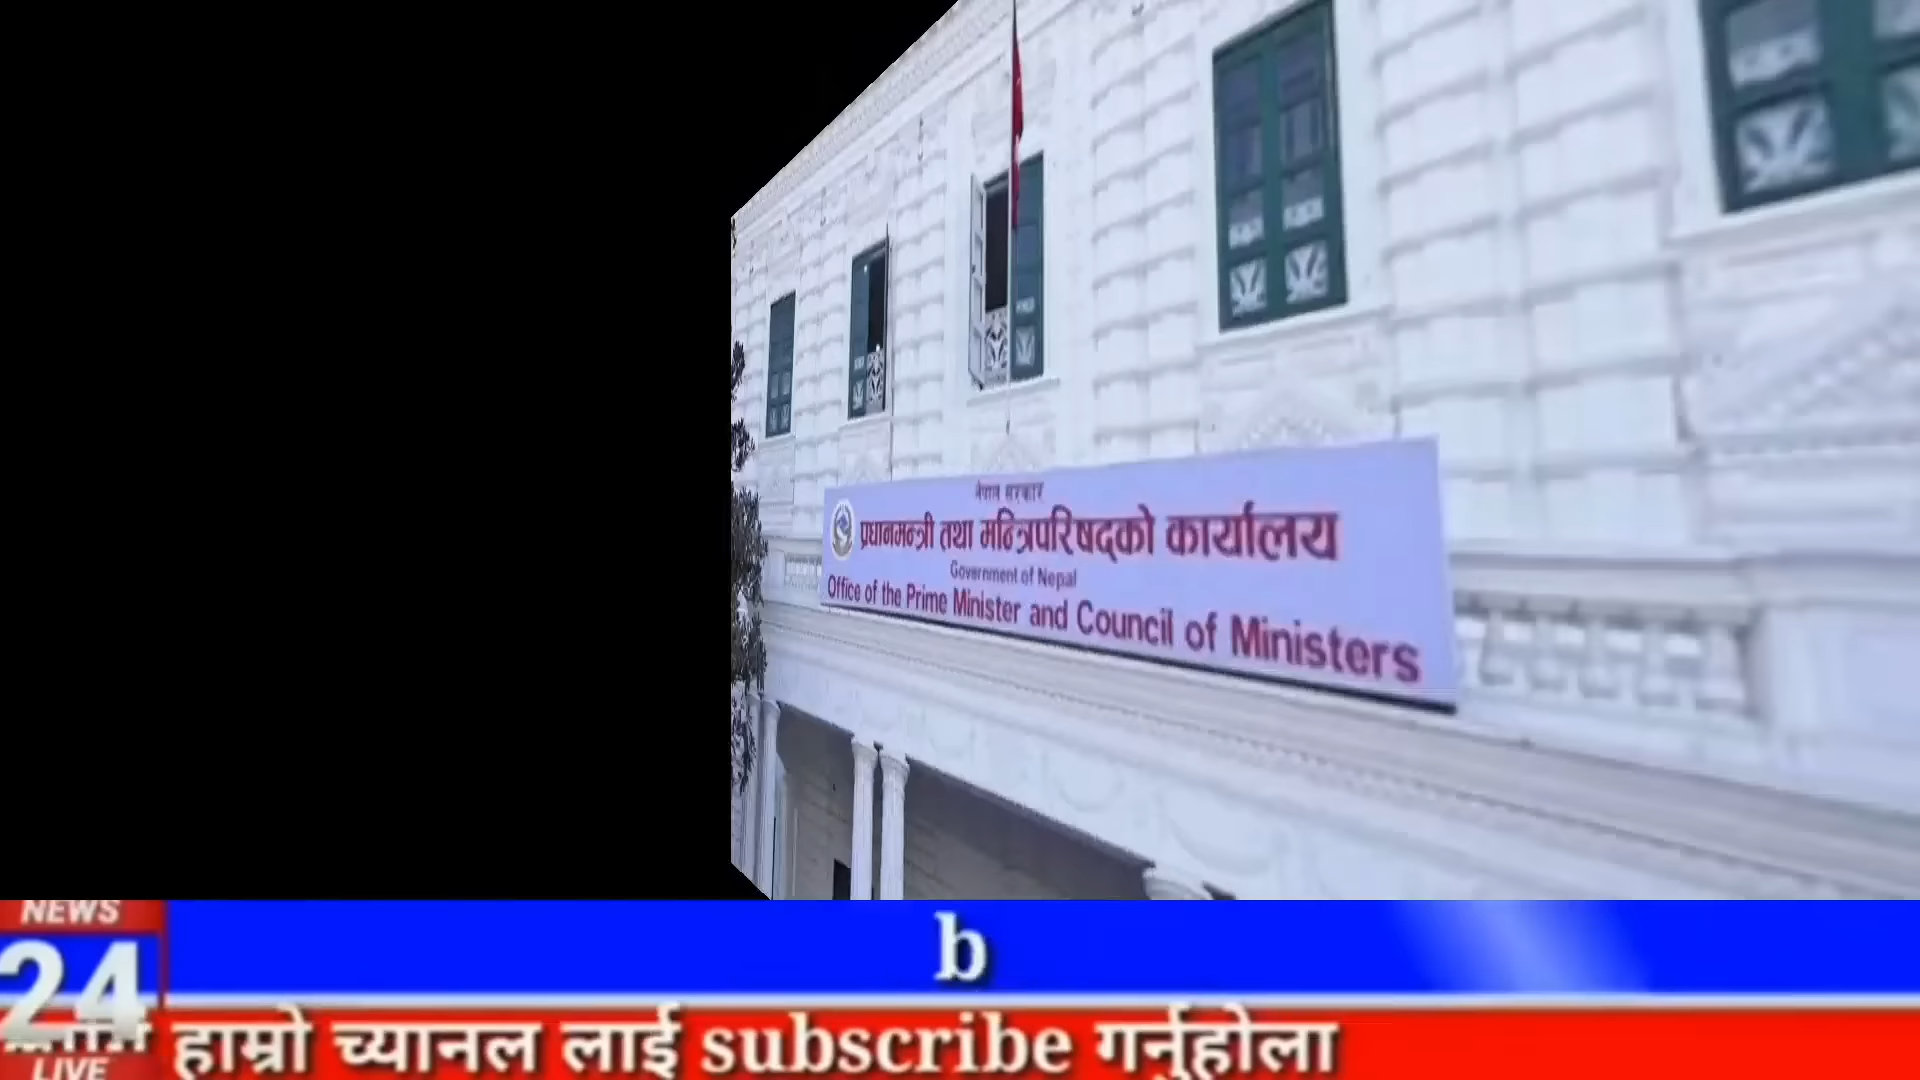 नेपाल सरकार
प्रधानमन्त्री तथा मन्त्रिपरिषद्को कार्यालय
Government of Nepal
Office of the Prime Minister and Council of Ministers
NEWS
24
LIVE
b
हाम्रो च्यानल लाई subscribe गर्नुहोला